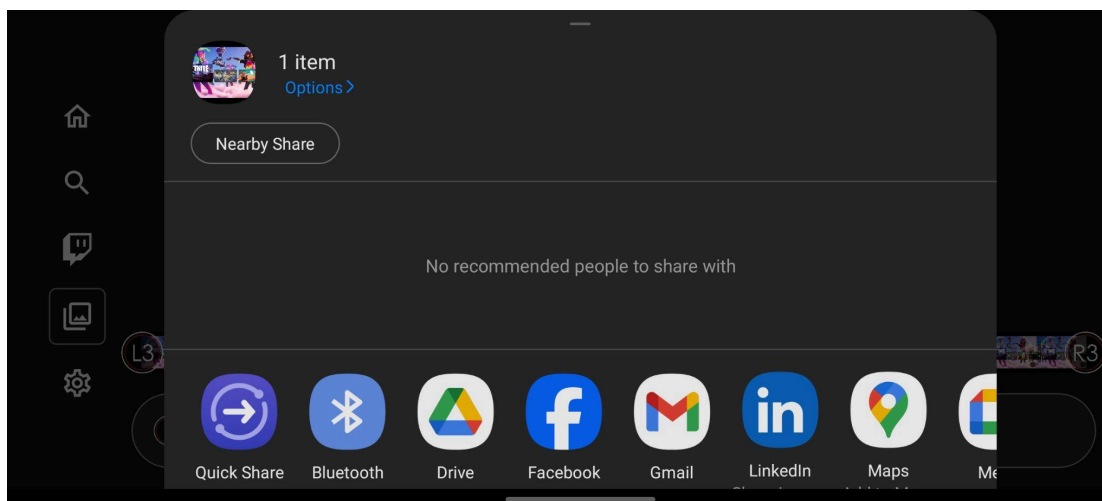 1 item
Options >
Nearby Share
No recommended people to share with
L3
R3
Quick Share
Bluetooth
Drive
Facebook
Gmail
in
LinkedIn
Maps